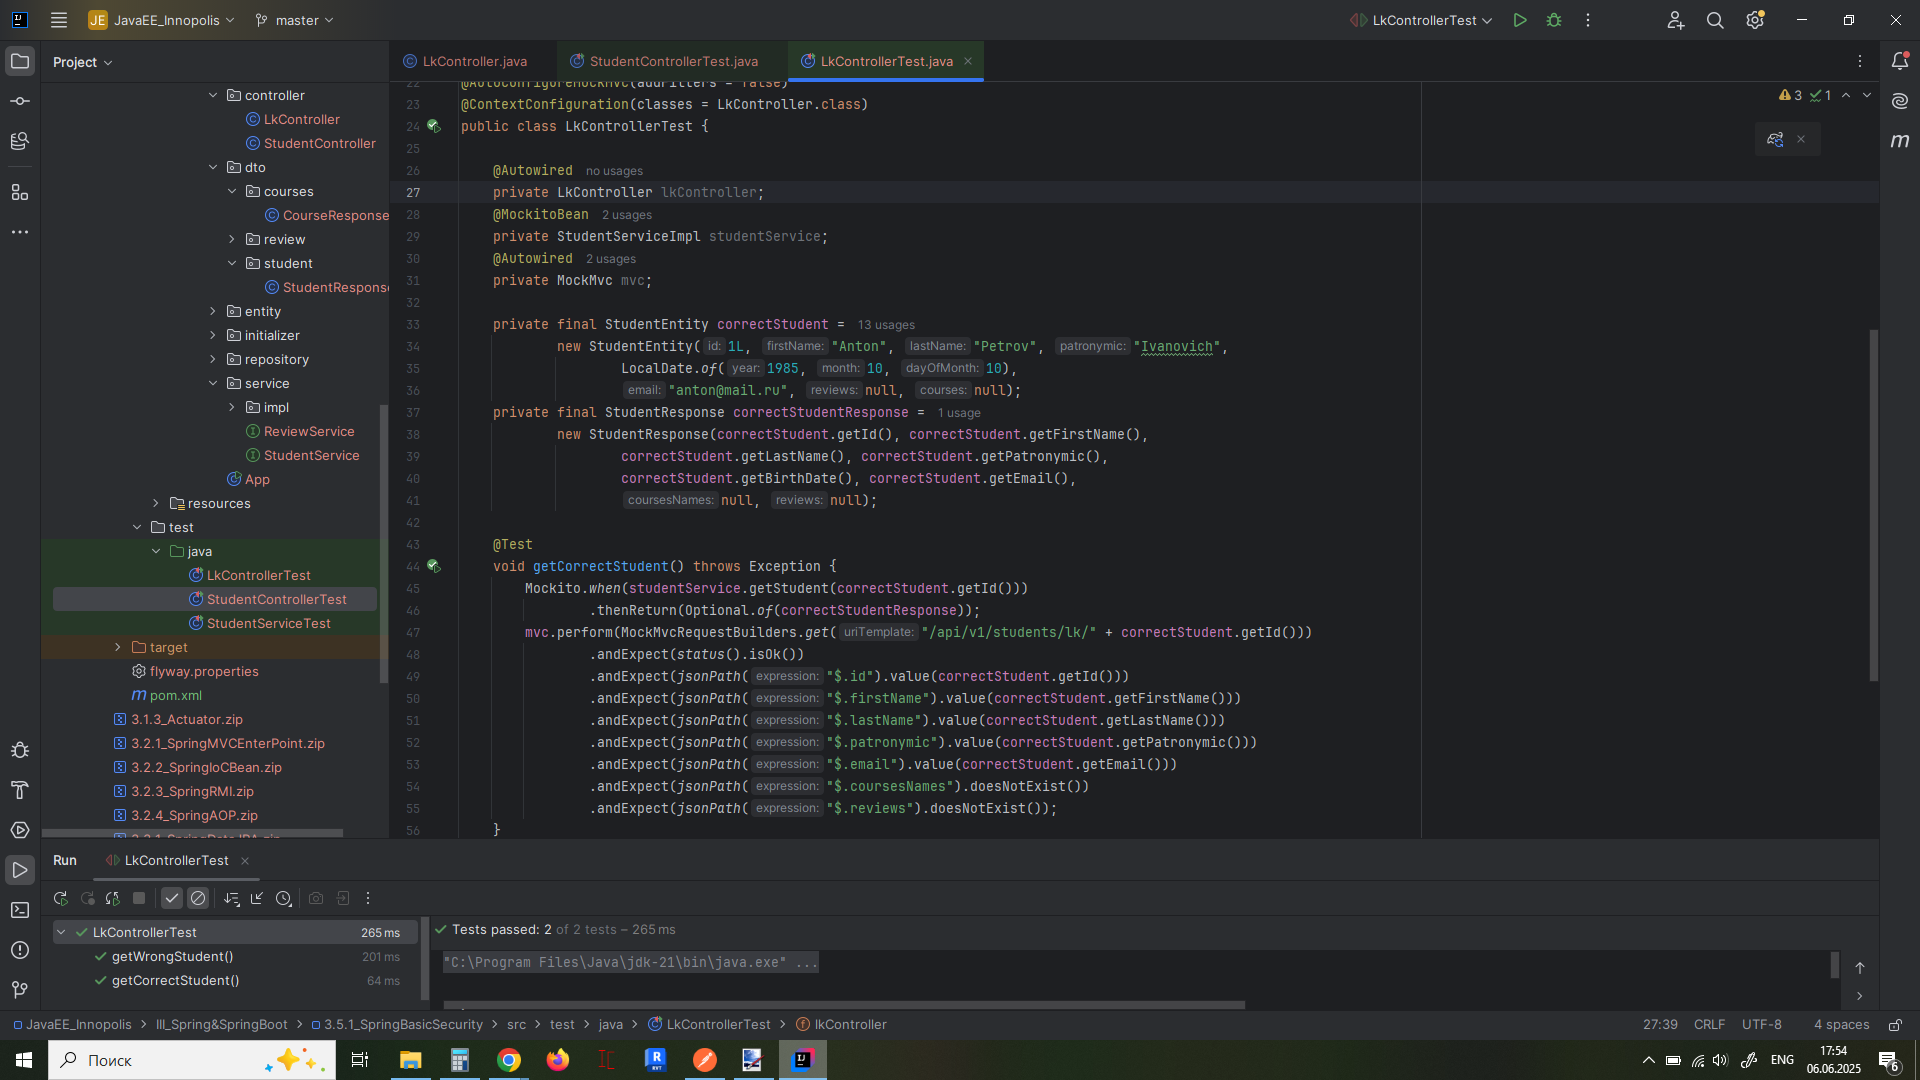 JE JavaEE_Innopolis master LkControllerTest
Project
LkController.java StudentControllerTest.java LkControllerTest.java
controller
LkController
StudentController
dto
courses
CourseResponse
review
student
entity
initializer
repository
service
impl
ReviewService
StudentService
App
resources
test
java
LkControllerTest
StudentControllerTest
StudentServiceTest
target
flyway.properties
pom.xml
3.1.3_Actuator.zip
3.2.1_SpringMVCEnterPoint.zip
3.2.2_SpringIoCBean.zip
3.2.3_SpringRMI.zip
3.2.4_SpringAOP.zip
22 @AutoConfigureMockMvc(addFilters = false)
3 1
23 @ContextConfiguration(classes = LkController.class)
24 public class LkControllerTest {
25
26 @Autowired no usages
27 private LkController lkController;
28 @MockitoBean 2 usages
29 private StudentServiceImpl studentService;
30 @Autowired 2 usages
31 private MockMvc mvc;
32
33 private final StudentEntity correctStudent = 13 usages
34 new StudentEntity( id: 1L, firstName: "Anton", lastName: "Petrov", patronymic: "Ivanovich",
35 LocalDate.of( year: 1985, month: 10, dayOfMonth: 10),
36 email: "anton@mail.ru", reviews: null, courses: null);
37 private final StudentResponse correctStudentResponse = 1 usage
38 new StudentResponse(correctStudent.getId(), correctStudent.getFirstName(),
39 correctStudent.getLastName(), correctStudent.getPatronymic(),
40 correctStudent.getBirthDate(), correctStudent.getEmail(),
41 coursesNames: null, reviews: null);
42
43 @Test
44 void getCorrectStudent() throws Exception {
45 Mockito.when(studentService.getStudent(correctStudent.getId()))
46 .thenReturn(Optional.of(correctStudentResponse));
47 mvc.perform(MockMvcRequestBuilders.get( uriTemplate: "/api/v1/students/lk/" + correctStudent.getId()))
48 .andExpect(status().isOk())
49 .andExpect(jsonPath( expression: "$.id").value(correctStudent.getId()))
50 .andExpect(jsonPath( expression: "$.firstName").value(correctStudent.getFirstName()))
51 .andExpect(jsonPath( expression: "$.lastName").value(correctStudent.getLastName()))
52 .andExpect(jsonPath( expression: "$.patronymic").value(correctStudent.getPatronymic()))
53 .andExpect(jsonPath( expression: "$.email").value(correctStudent.getEmail()))
54 .andExpect(jsonPath( expression: "$.coursesNames").doesNotExist())
55 .andExpect(jsonPath( expression: "$.reviews").doesNotExist());
56 }
Run LkControllerTest
LkControllerTest 265 ms
getWrongStudent() 201 ms
getCorrectStudent() 64 ms
Tests passed: 2 of 2 tests – 265 ms
"C:\Program Files\Java\jdk-21\bin\java.exe" ...
JavaEE_Innopolis > III_Spring&SpringBoot > 3.5.1_SpringBasicSecurity > src > test > java > LkControllerTest > lkController 27:39 CRLF UTF-8 4 spaces
Поиск
ENG
17:54
06.06.2025
6